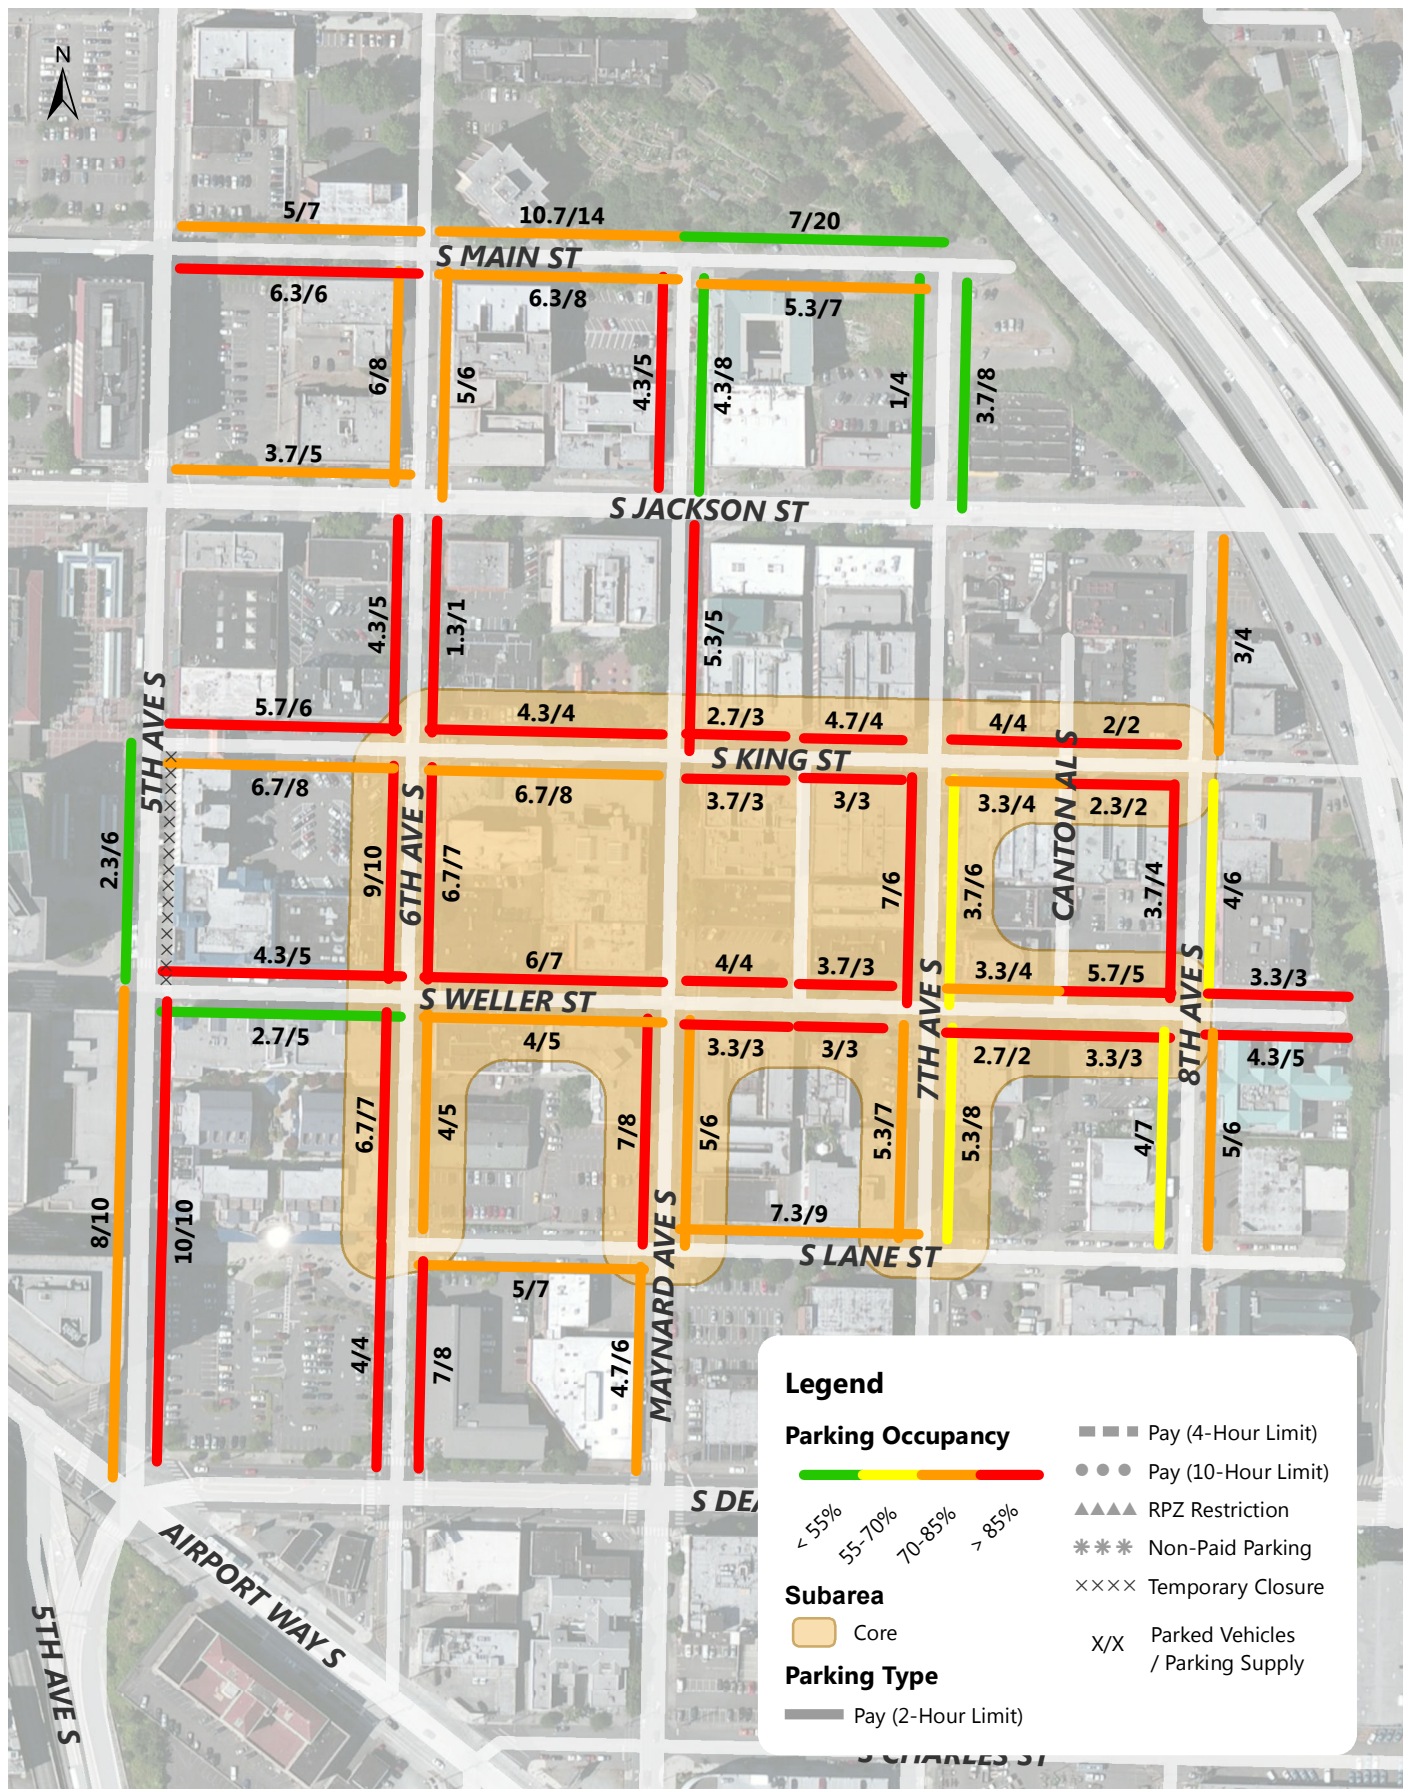 N
5/7
10.7/14
7/20
S MAIN ST
6.3/6
6.3/8
5.3/7
6/8
5/6
4.3/5
4.3/8
1/4
3.7/8
3.7/5
S JACKSON ST
4.3/5
1.3/1
5.3/5
3/4
5TH AVE S
5.7/6
4.3/4
2.7/3
4.7/4
4/4
2/2
S KING ST
6.7/8
6.7/8
3.7/3
3/3
3.3/4
2.3/2
CANTON AL S
2.3/6
9/10
6TH AVE S
6.7/7
7/6
3.7/6
3.7/4
4/6
4.3/5
6/7
4/4
3.7/3
3.3/4
5.7/5
3.3/3
S WELLER ST
7TH AVE S
8TH AVE S
2.7/5
4/5
3.3/3
3/3
2.7/2
3.3/3
4.3/5
6.7/7
4/5
7/8
5/6
5.3/7
5.3/8
4/7
5/6
8/10
10/10
7.3/9
S LANE ST
MAYNARD AVE S
5/7
4/4
7/8
4.7/6
S DEA
AIRPORT WAY S
5TH AVE S
S CHARLES ST
Legend
Parking Occupancy
< 55%
55-70%
70-85%
> 85%
Subarea
Core
Parking Type
Pay (2-Hour Limit)
Pay (4-Hour Limit)
Pay (10-Hour Limit)
RPZ Restriction
Non-Paid Parking
Temporary Closure
X/X
Parked Vehicles
/ Parking Supply